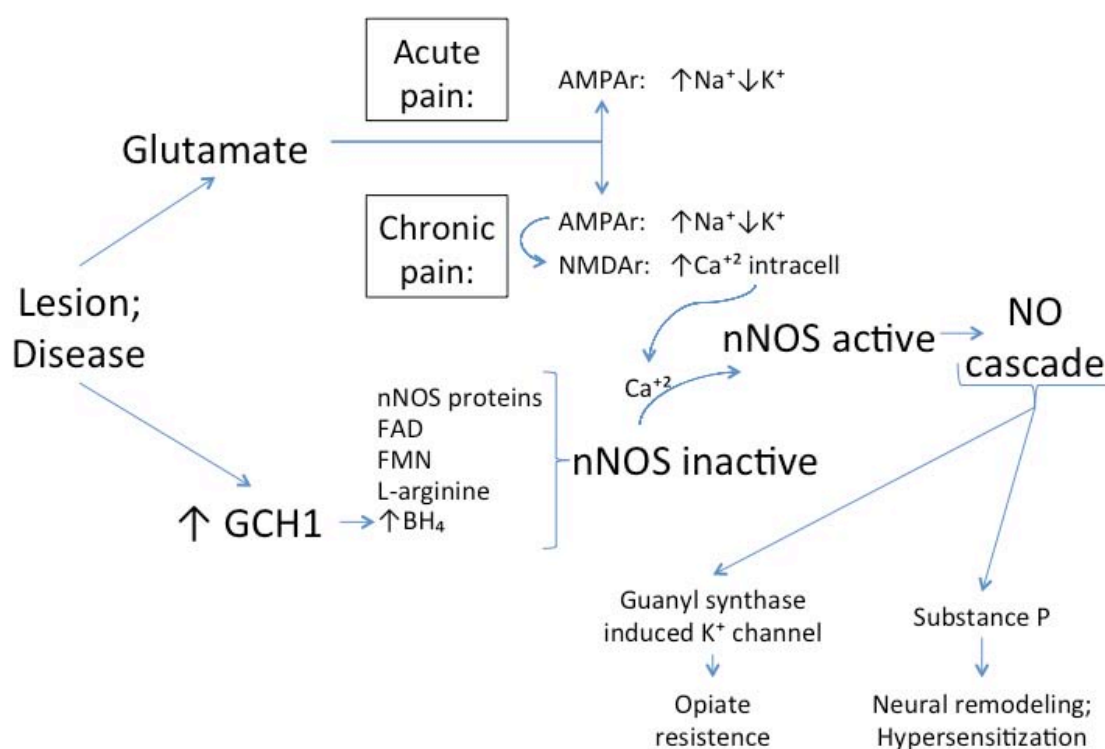 Acute
pain:
AMPAr: ↑Na⁺↓K⁺
Glutamate
Chronic
pain:
AMPAr: ↑Na⁺↓K⁺
NMDAr: ↑Ca⁺² intracell
Lesion;
Disease
nNOS active
NO
cascade
Ca⁺²
nNOS proteins
FAD
FMN
L-arginine
↑BH₄
nNOS inactive
↑ GCH1
Guanyl synthase
induced K⁺ channel
Substance P
Opiate
resistence
Neural remodeling;
Hypersensitization